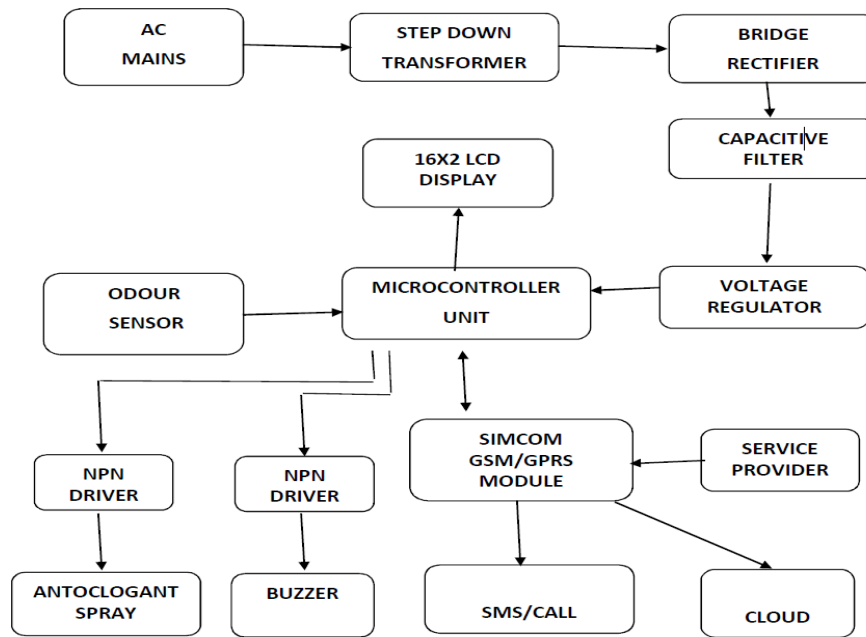 AC
MAINS
STEP DOWN
TRANSFORMER
BRIDGE
RECTIFIER
CAPACITIVE
FILTER
16X2 LCD
DISPLAY
ODOUR
SENSOR
MICROCONTROLLER
UNIT
VOLTAGE
REGULATOR
NPN
DRIVER
NPN
DRIVER
SIMCOM
GSM/GPRS
MODULE
SERVICE
PROVIDER
ANTOCLOGANT
SPRAY
BUZZER
SMS/CALL
CLOUD